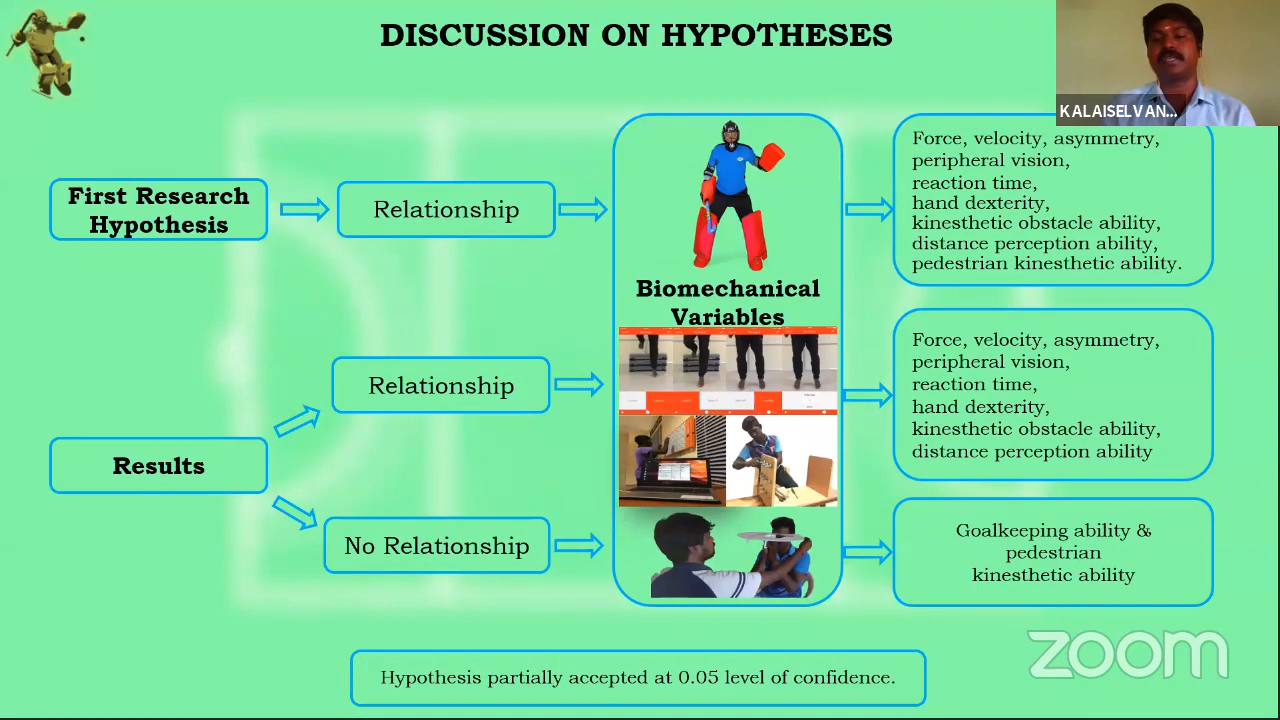 DISCUSSION ON HYPOTHESES
KALAISELVAN...
First Research
Hypothesis
Relationship
Biomechanical
Variables
Force, velocity, asymmetry,
peripheral vision,
reaction time,
hand dexterity,
kinesthetic obstacle ability,
distance perception ability,
pedestrian kinesthetic ability.
Results
Relationship
Force, velocity, asymmetry,
peripheral vision,
reaction time,
hand dexterity,
kinesthetic obstacle ability,
distance perception ability
No Relationship
Goalkeeping ability &
pedestrian
kinesthetic ability
Hypothesis partially accepted at 0.05 level of confidence.
zoom